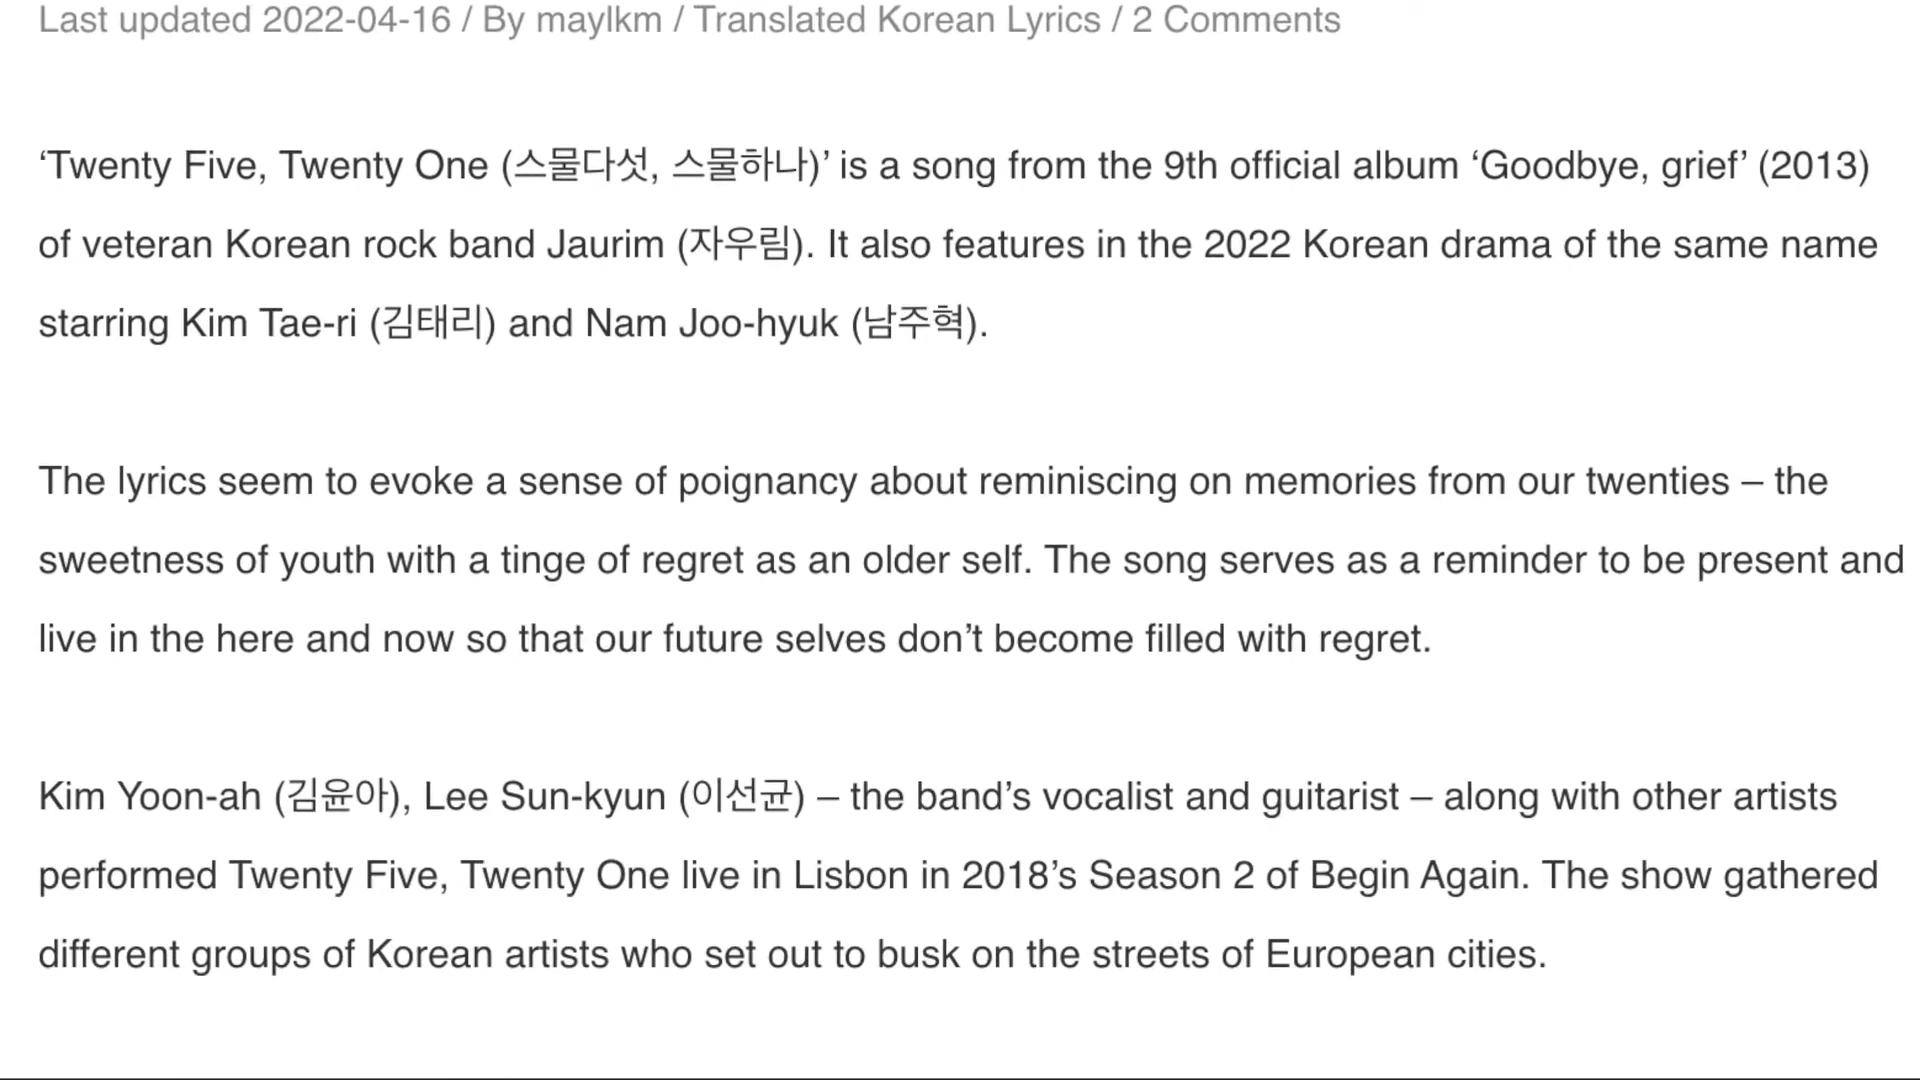 Last updated 2022-04-16 / By maylkm / Translated Korean Lyrics / 2 Comments
‘Twenty Five, Twenty One (스물다섯, 스물하나)’ is a song from the 9th official album ‘Goodbye, grief’ (2013)
of veteran Korean rock band Jaurim (자우림). It also features in the 2022 Korean drama of the same name
starring Kim Tae-ri (김태리) and Nam Joo-hyuk (남주혁).
The lyrics seem to evoke a sense of poignancy about reminiscing on memories from our twenties – the
sweetness of youth with a tinge of regret as an older self. The song serves as a reminder to be present and
live in the here and now so that our future selves don’t become filled with regret.
Kim Yoon-ah (김윤아), Lee Sun-kyun (이선균) – the band’s vocalist and guitarist – along with other artists
performed Twenty Five, Twenty One live in Lisbon in 2018’s Season 2 of Begin Again. The show gathered
different groups of Korean artists who set out to busk on the streets of European cities.